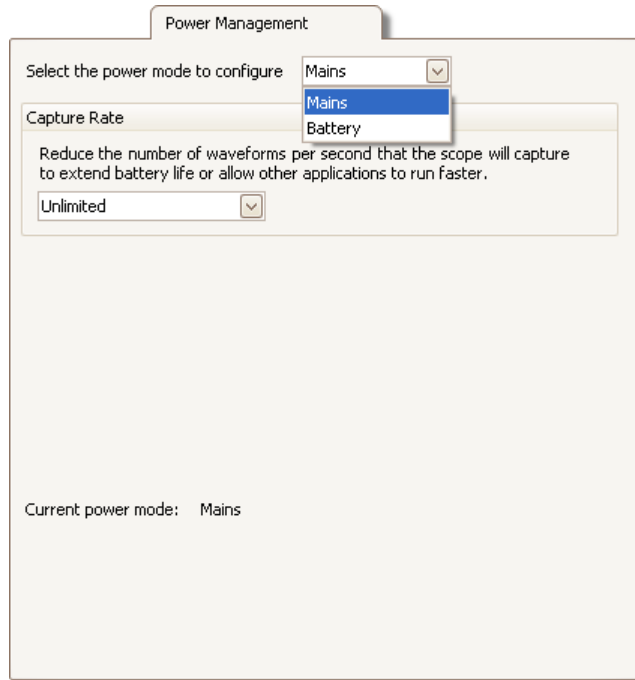 Power Management
Select the power mode to configure Mains
Mains
Battery
Capture Rate
Reduce the number of waveforms per second that the scope will capture
to extend battery life or allow other applications to run faster.
Unlimited
Current power mode: Mains